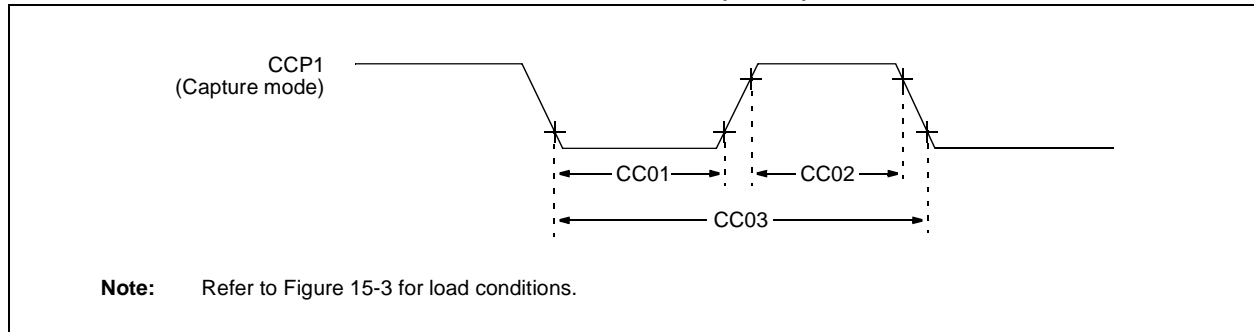 CCP1
(Capture mode)
CC01
CC02
CC03
Note: Refer to Figure 15-3 for load conditions.